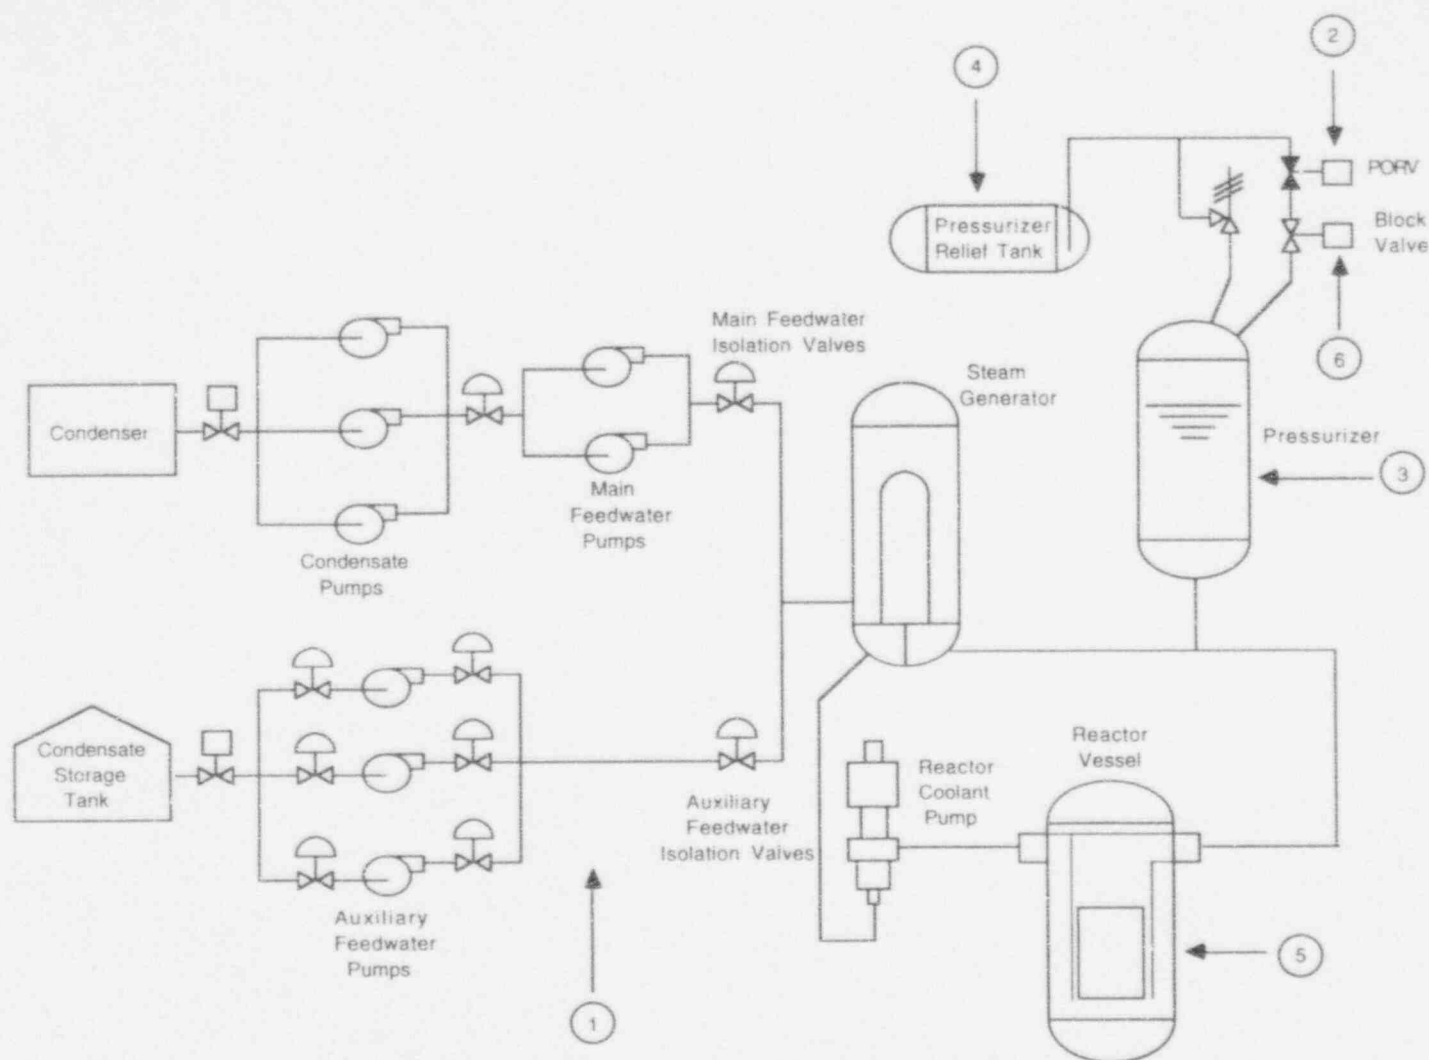 2
4
PORV
Block
Valve
Pressurizer
Relief Tank
6
Main Feedwater
Isolation Valves
Steam
Generator
Condenser
Pressurizer
3
Main
Feedwater
Pumps
Condensate
Pumps
Condensate
Storage
Tank
Reactor
Vessel
Reactor
Coolant
Pump
Auxiliary
Feedwater
Isolation Valves
Auxiliary
Feedwater
Pumps
5
1